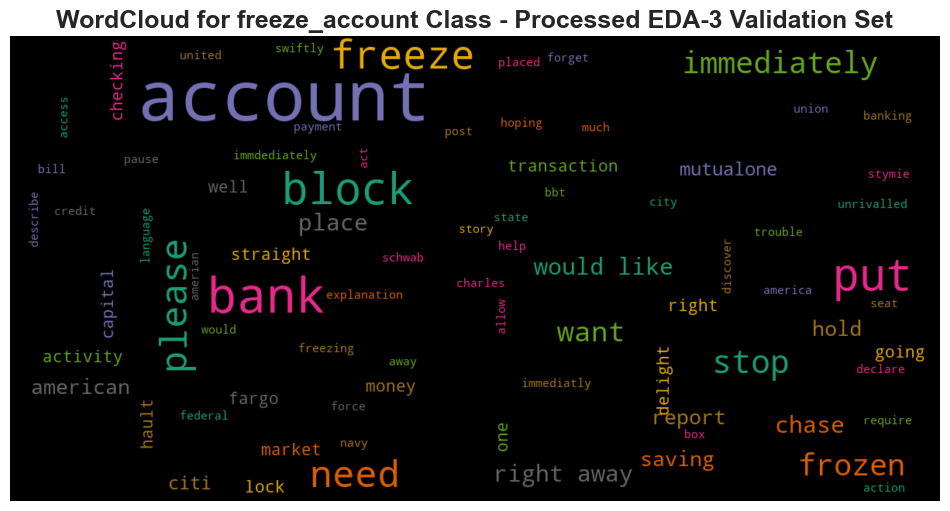 WordCloud for freeze_account Class - Processed EDA-3 Validation Set
account
freeze
immediately
checking
united
swiftly
placed
forget
access
payment
post
hoping
much
union
banking
bill
pause
immdediately
act
transaction
mutualone
stymie
well
block
bbt
describe
credit
language
place
state
city
unrivalled
story
trouble
please
amerian
straight
schwab
help
would like
discover
put
capital
bank
explanation
charles
allow
right
america
seat
would
want
hold
activity
freezing
away
delight
stop
going
american
money
immediatly
declare
hault
fargo
force
federal
report
box
chase
require
market
navy
one
saving
frozen
citi
lock
need
right away
action